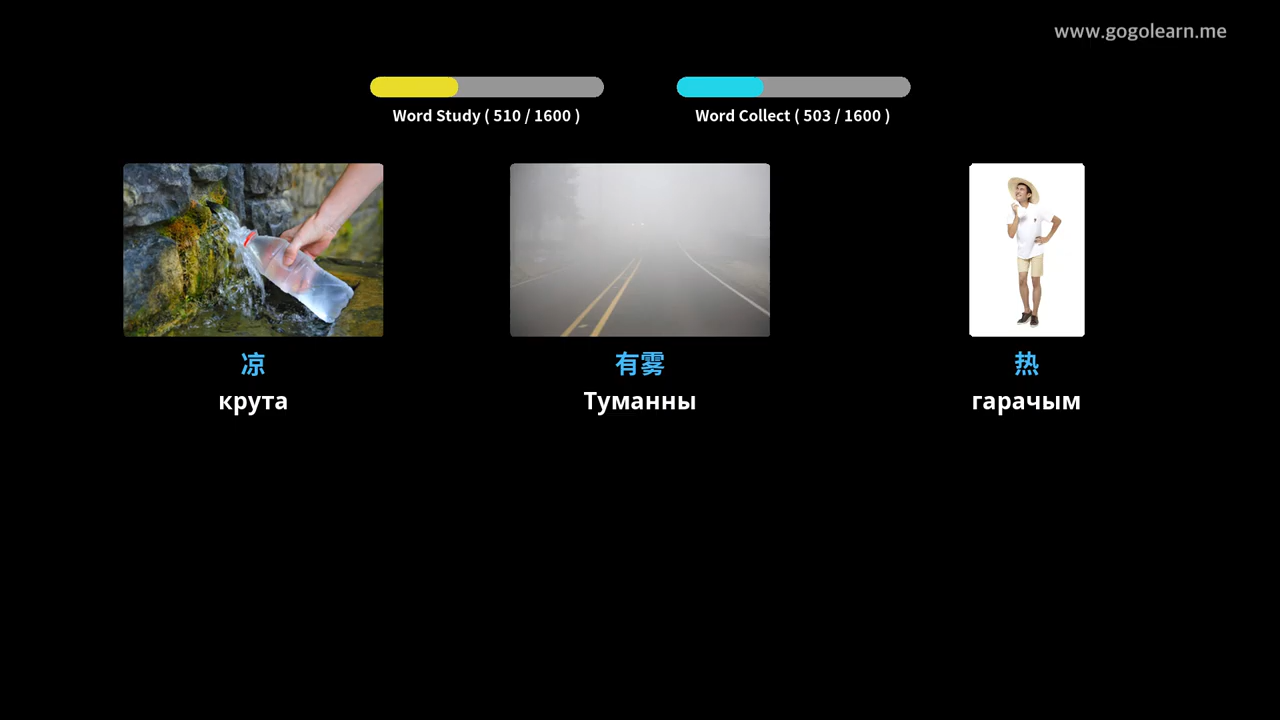 www.gogolearn.me
Word Study ( 510 / 1600 )
Word Collect ( 503 / 1600 )
凉
крута
有雾
Туманны
热
гарачым